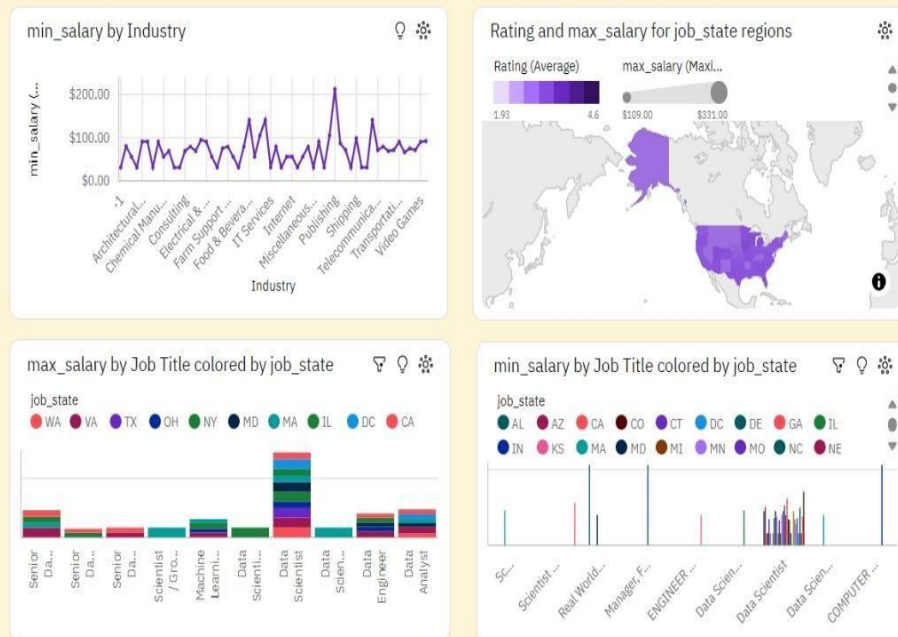 min_salary by Industry
min_salary (...
$200.00
$100.00
$0.00
-1
Architectural...
Chemical Manu...
Consulting
Electrical &...
Farm Support...
Food & Bevera...
IT Services
Internet
Miscellaneous...
Publishing
Shipping
Telecommunica...
Transportati...
Video Games
Industry
Rating and max_salary for job_state regions
Rating (Average)
max_salary (Maxi...
1.93
4.6
$109.00
$331.00
max_salary by Job Title colored by job_state
job_state
WA VA TX OH NY MD MA IL DC CA
Senior Da...
Senior Da...
Senior Da...
Scientist / Gro...
Machine Learni...
Data Scienti...
Data Scientist
Data Scien...
Data Engineer
Data Analyst
min_salary by Job Title colored by job_state
job_state
AL AZ CA CO CT DC DE GA IL
IN KS MA MD MI MN MO NC NE
Sc...
Scientist...
Real World...
Manager, F...
ENGINEER...
Data Scien...
Data Scientist
Data Scien...
COMPUTER...